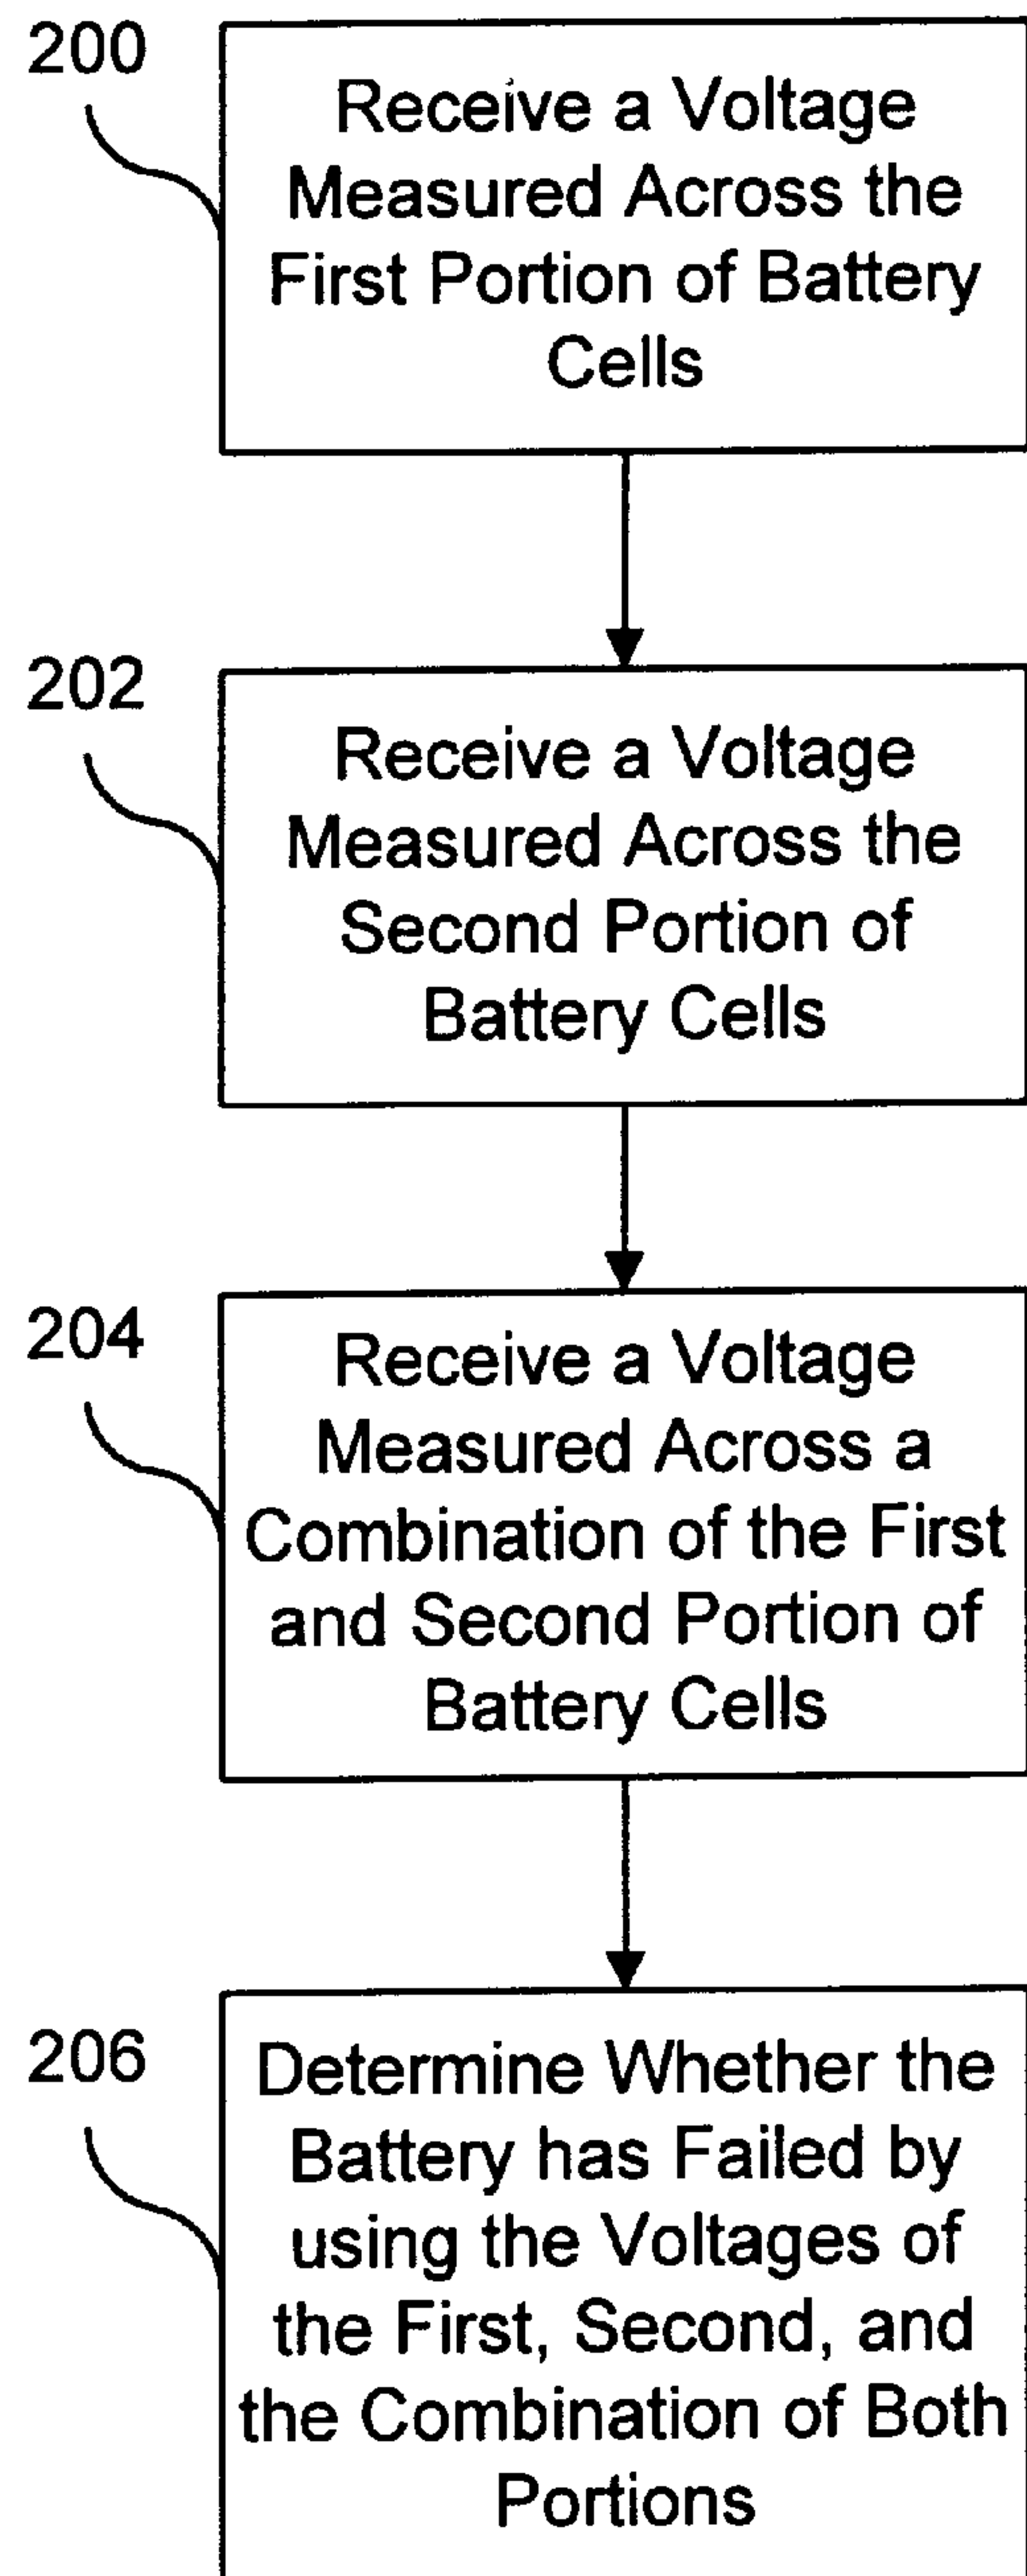 200
Receive a Voltage
Measured Across the
First Portion of Battery
Cells
202
Receive a Voltage
Measured Across the
Second Portion of
Battery Cells
204
Receive a Voltage
Measured Across a
Combination of the First
and Second Portion of
Battery Cells
206
Determine Whether the
Battery has Failed by
using the Voltages of
the First, Second, and
the Combination of Both
Portions